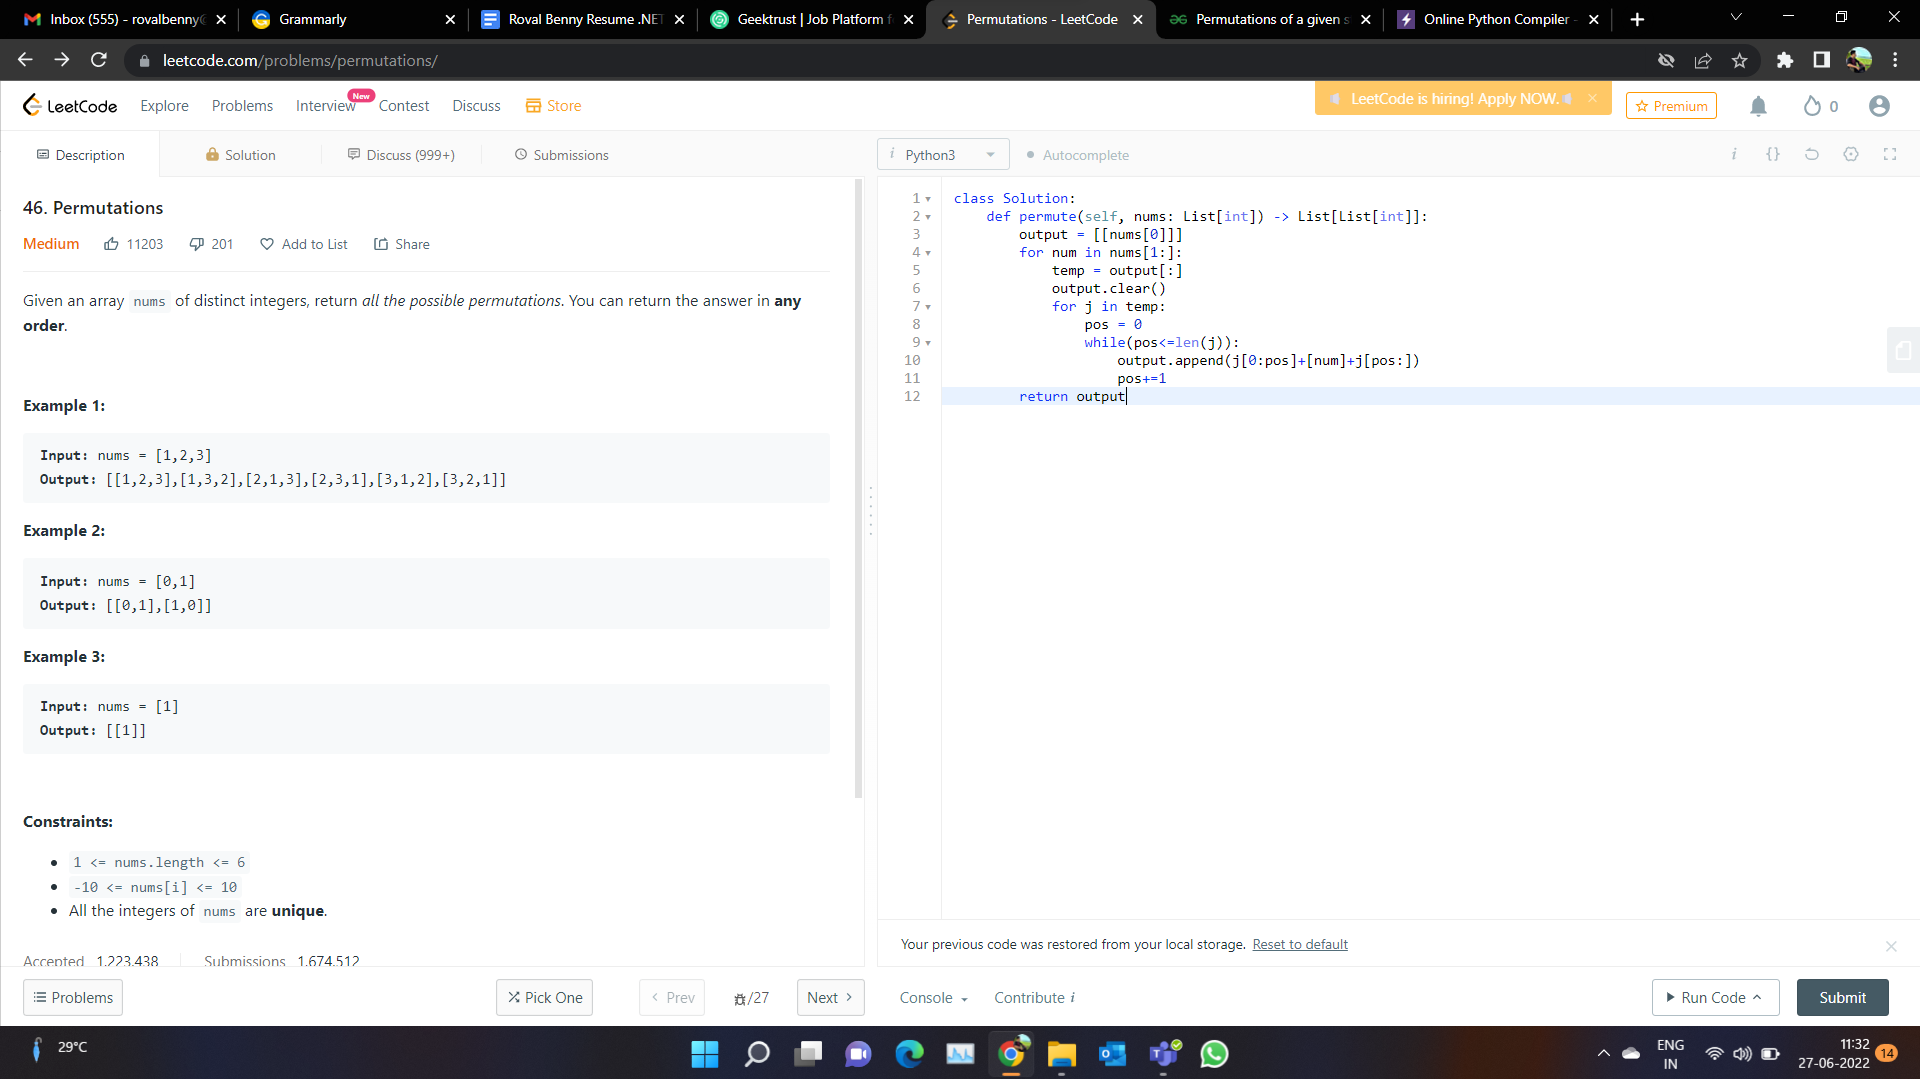 Inbox (555) - rovalbenny@
Grammarly
Roval Benny Resume .NET
Geektrust | Job Platform f
Permutations - LeetCode
Permutations of a given s
Online Python Compiler -
leetcode.com/problems/permutations/
LeetCode
Explore
Problems
Interview
New
Contest
Discuss
Store
LeetCode is hiring! Apply NOW.
Premium
0
Description
Solution
Discuss (999+)
Submissions
Python3
Autocomplete
46. Permutations
Medium
11203
201
Add to List
Share
Given an array nums of distinct integers, return all the possible permutations. You can return the answer in any
order.
Example 1:
Input: nums = [1,2,3]
Output: [[1,2,3],[1,3,2],[2,1,3],[2,3,1],[3,1,2],[3,2,1]]
Example 2:
Input: nums = [0,1]
Output: [[0,1],[1,0]]
Example 3:
Input: nums = [1]
Output: [[1]]
Constraints:
1 <= nums.length <= 6
-10 <= nums[i] <= 10
All the integers of nums are unique.
Accepted 1,223,438
Submissions 1,674,512
1 class Solution:
2     def permute(self, nums: List[int]) -> List[List[int]]:
3         output = [[nums[0]]]
4         for num in nums[1:]:
5             temp = output[:]
6             output.clear()
7             for j in temp:
8                 pos = 0
9                 while(pos<=len(j)):
10                     output.append(j[0:pos]+[num]+j[pos:])
11                     pos+=1
12         return output
Your previous code was restored from your local storage. Reset to default
Problems
Pick One
Prev
/27
Next
Console
Contribute i
Run Code
Submit
29°C
ENG
IN
11:32
27-06-2022
14